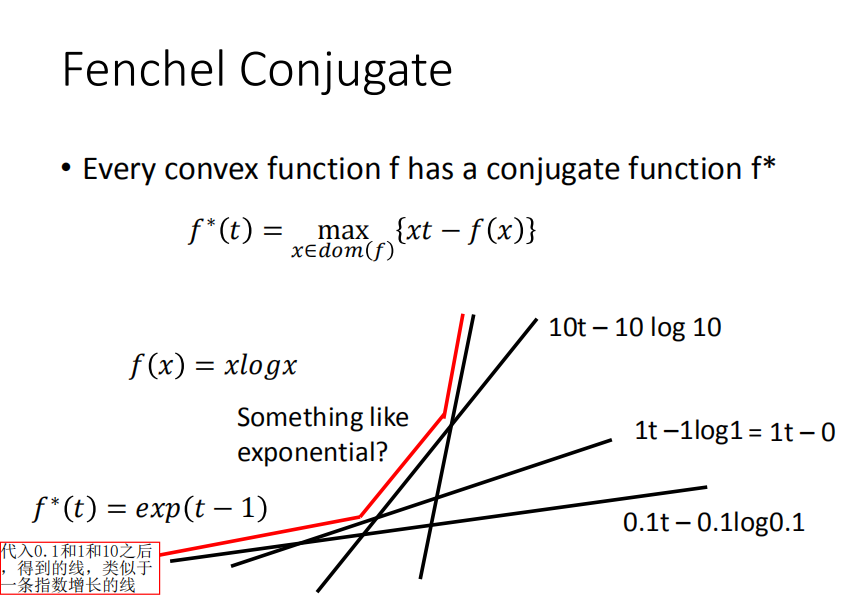 Fenchel Conjugate
• Every convex function f has a conjugate function f*
f*(t) = max {xt − f(x)}
x∈dom(f)
10t – 10 log 10
f(x) = xlogx
Something like
exponential?
1t –1log1 = 1t – 0
f*(t) = exp(t − 1)
0.1t – 0.1log0.1
代入0.1和1和10之后
，得到的线，类似于
一条指数增长的线